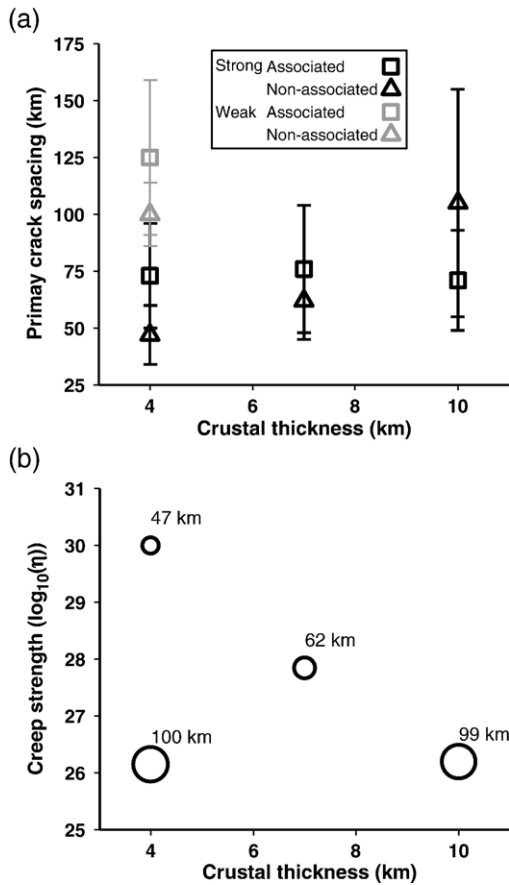 (a)
175
150
125
100
75
50
25
Primay crack spacing (km)
Strong Associated
Non-associated
Weak Associated
Non-associated
4 6 8 10
Crustal thickness (km)
(b)
31
30
29
28
27
26
25
Creep strength (log₁₀(η))
47 km
62 km
100 km
99 km
4 6 8 10
Crustal thickness (km)